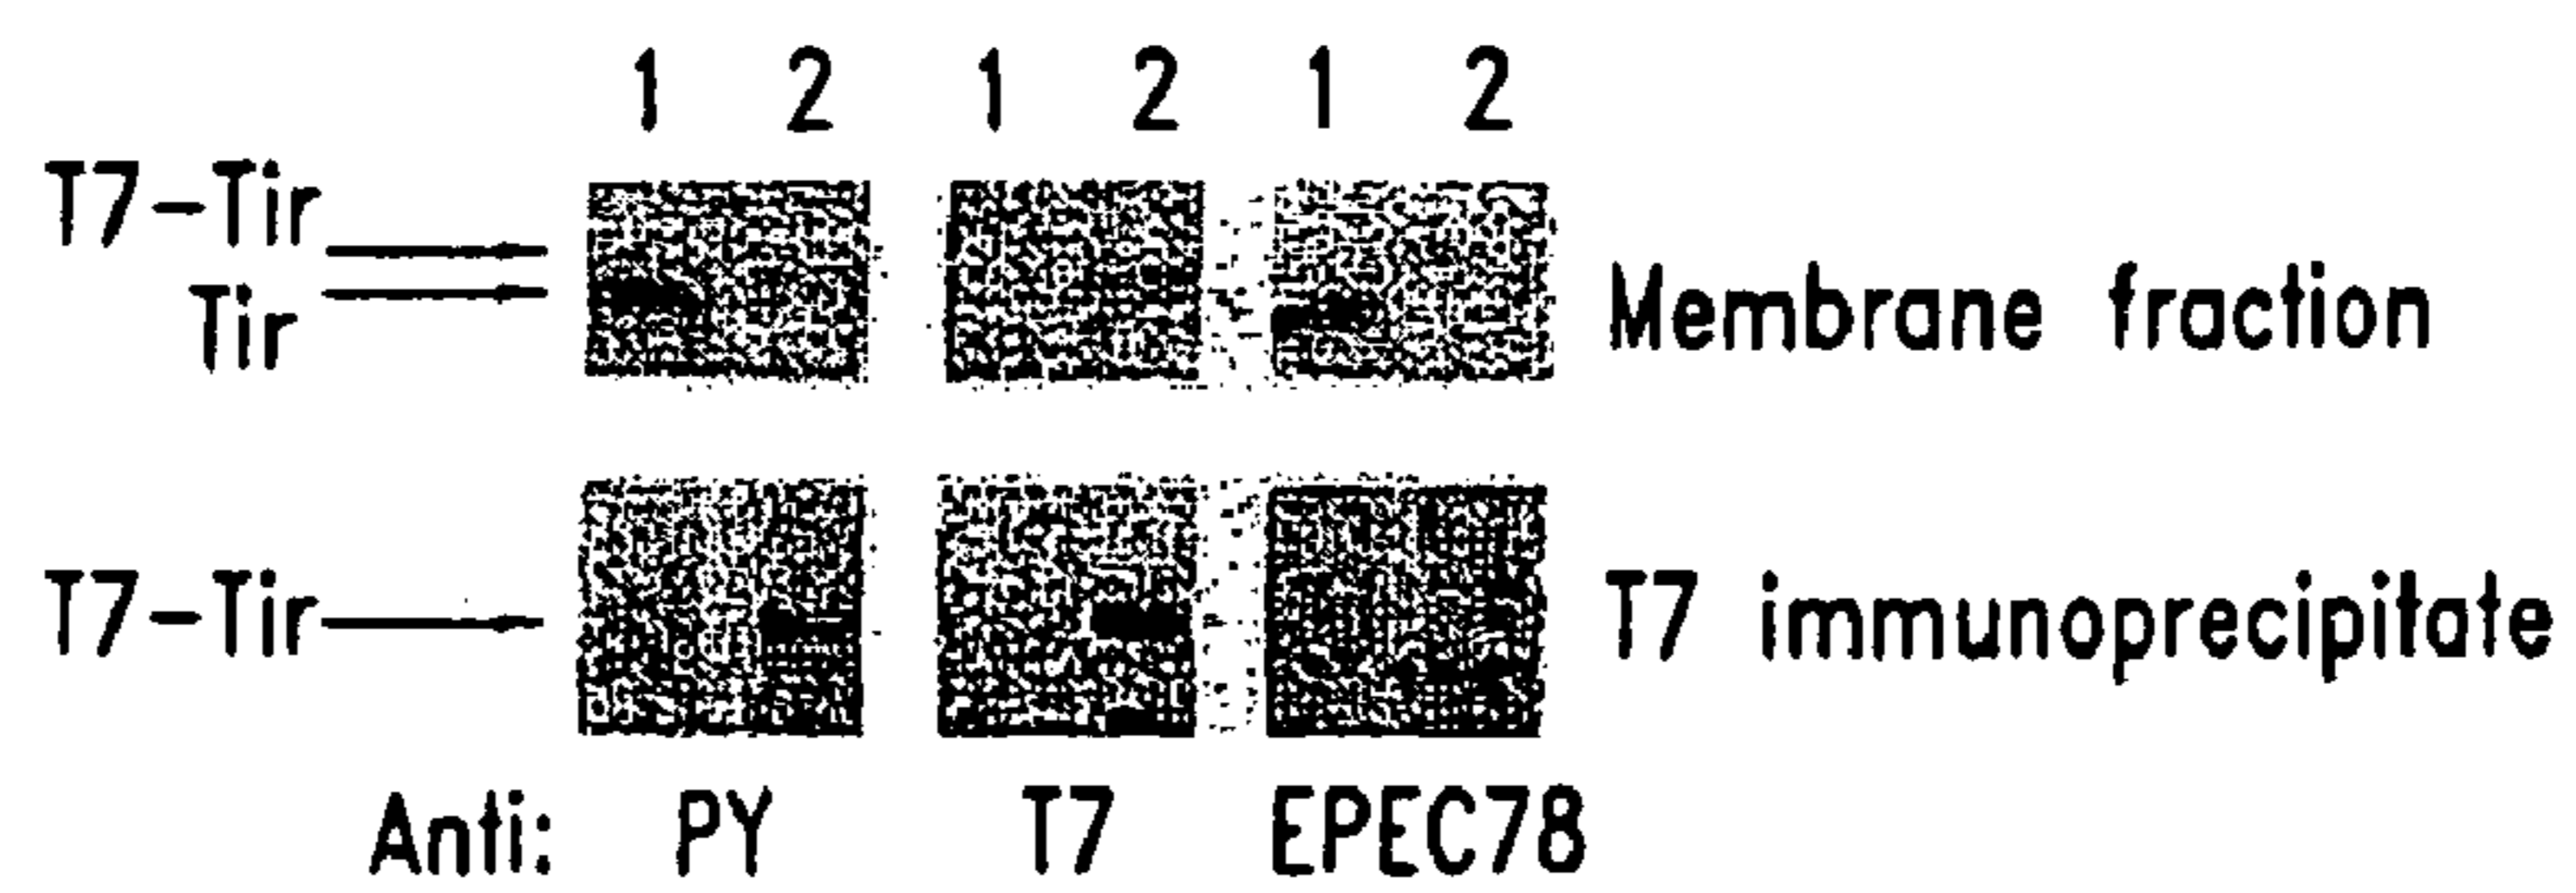 1 2 1 2 1 2
T7-Tir
Tir
Membrane fraction
T7-Tir
T7 immunoprecipitate
Anti: PY T7 EPEC78